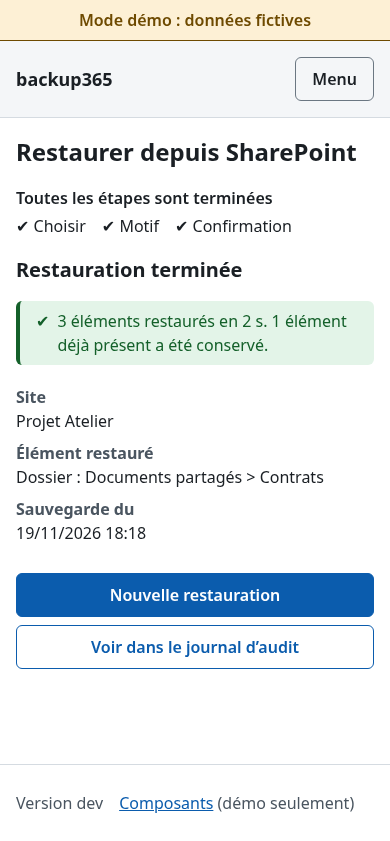 Mode démo : données fictives
backup365
Menu
Restaurer depuis SharePoint
Toutes les étapes sont terminées
✔ Choisir ✔ Motif ✔ Confirmation
Restauration terminée
✔ 3 éléments restaurés en 2 s. 1 élément
déjà présent a été conservé.
Site
Projet Atelier
Élément restauré
Dossier : Documents partagés > Contrats
Sauvegarde du
19/11/2026 18:18
Nouvelle restauration
Voir dans le journal d’audit
Version dev Composants (démo seulement)